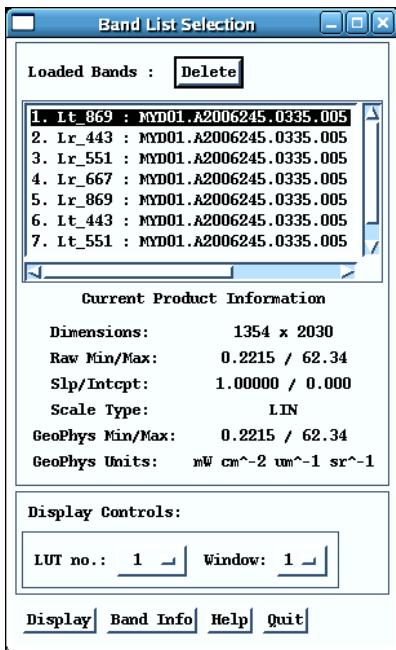 Band List Selection
Loaded Bands : Delete
1. Lt_869 : MYD01.A2006245.0335.005
2. Lr_443 : MYD01.A2006245.0335.005
3. Lr_551 : MYD01.A2006245.0335.005
4. Lr_667 : MYD01.A2006245.0335.005
5. Lr_869 : MYD01.A2006245.0335.005
6. Lt_443 : MYD01.A2006245.0335.005
7. Lt_551 : MYD01.A2006245.0335.005
Current Product Information
Dimensions: 1354 x 2030
Raw Min/Max: 0.2215 / 62.34
Slp/Intcpt: 1.00000 / 0.000
Scale Type: LIN
GeoPhys Min/Max: 0.2215 / 62.34
GeoPhys Units: mW cm^-2 um^-1 sr^-1
Display Controls:
LUT no.: 1 Window: 1
Display Band Info Help Quit